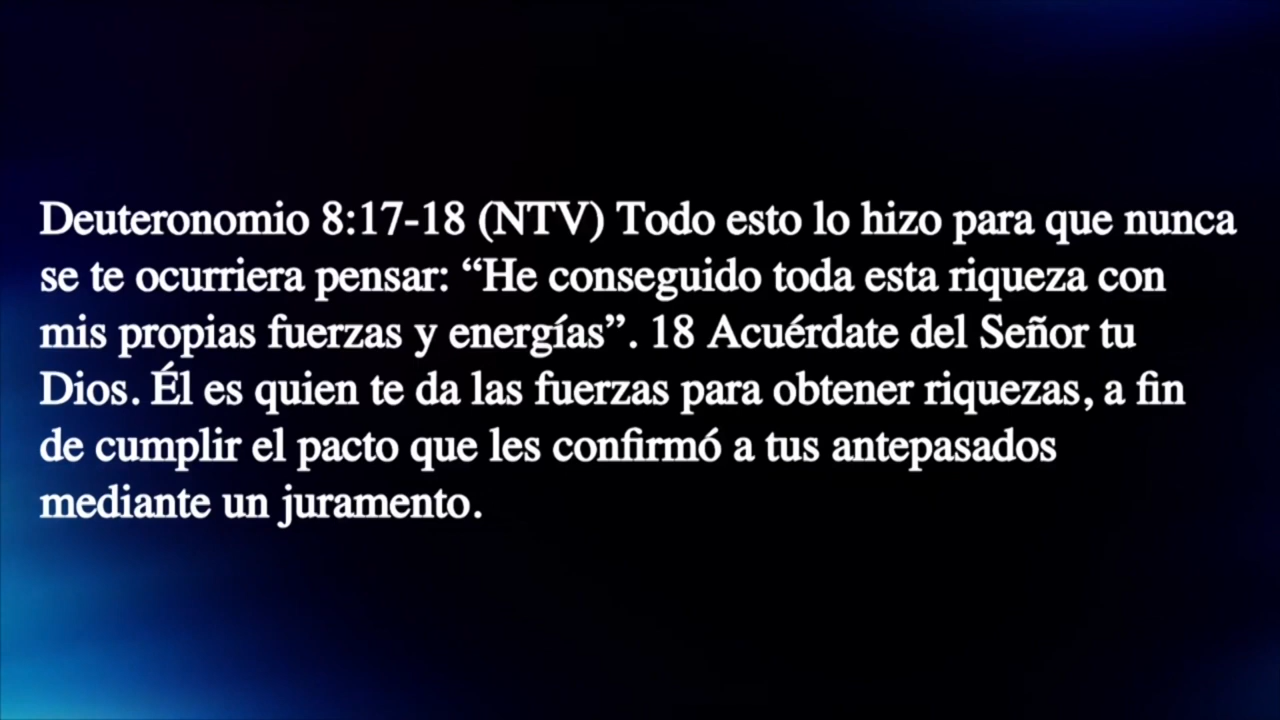 Deuteronomio 8:17-18 (NTV) Todo esto lo hizo para que nunca
se te ocurriera pensar: “He conseguido toda esta riqueza con
mis propias fuerzas y energías”. 18 Acuérdate del Señor tu
Dios. Él es quien te da las fuerzas para obtener riquezas, a fin
de cumplir el pacto que les confirmó a tus antepasados
mediante un juramento.